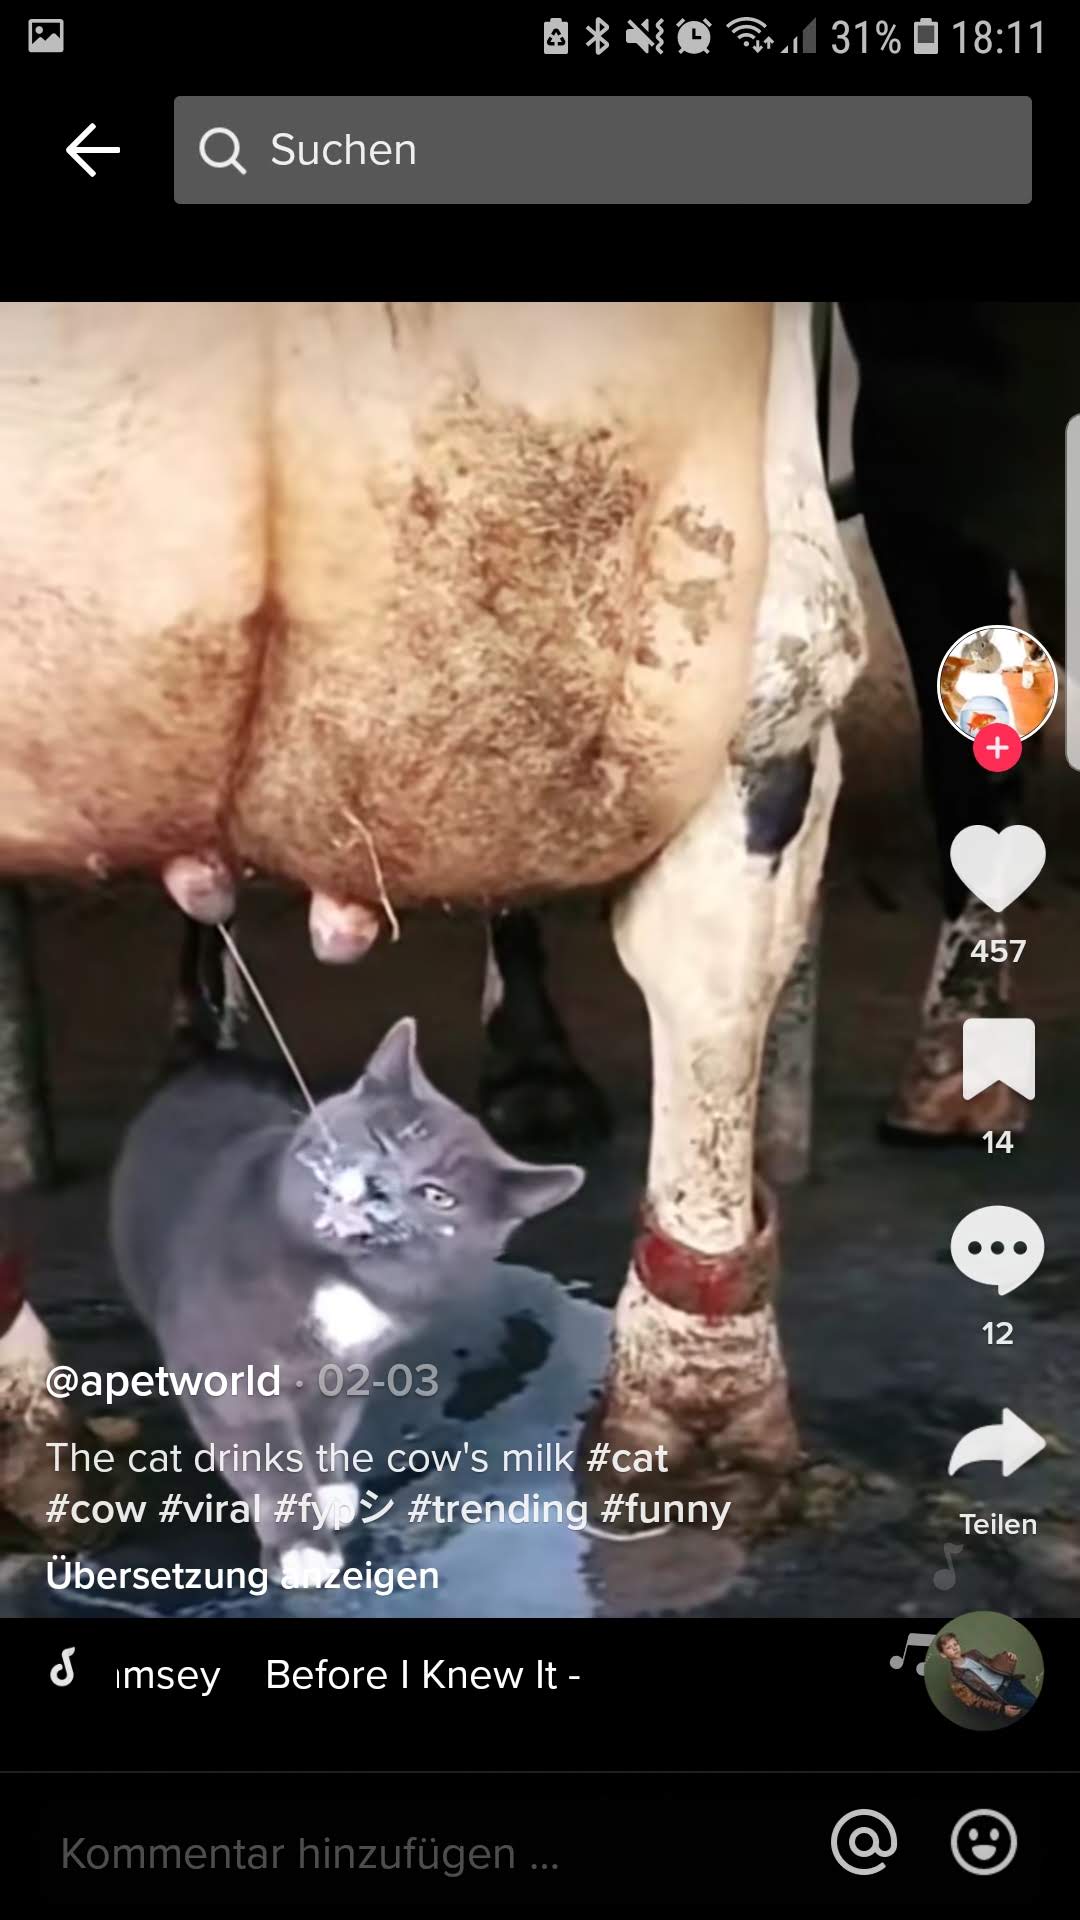 31% 18:11
Suchen
457
14
12
@apetworld · 02-03
The cat drinks the cow's milk #cat
#cow #viral #fypシ #trending #funny
Teilen
Übersetzung anzeigen
msey Before I Knew It -
Kommentar hinzufügen ...